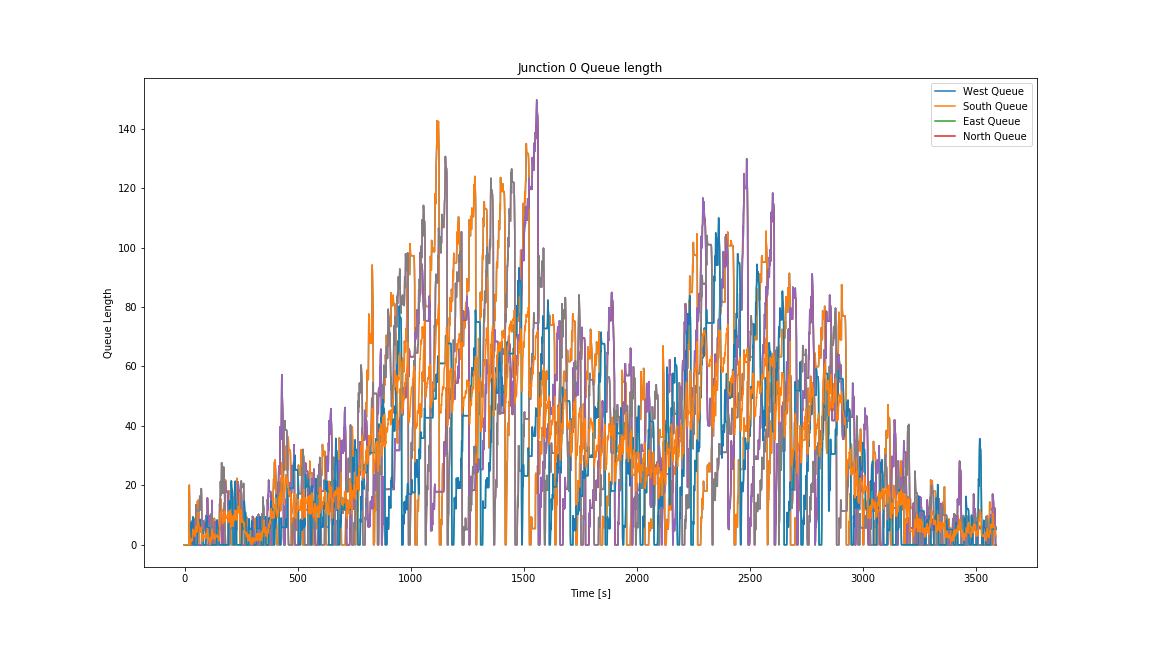 Junction 0 Queue length
West Queue
South Queue
East Queue
North Queue
Queue Length
140
120
100
80
60
40
20
0
0 500 1000 1500 2000 2500 3000 3500
Time [s]